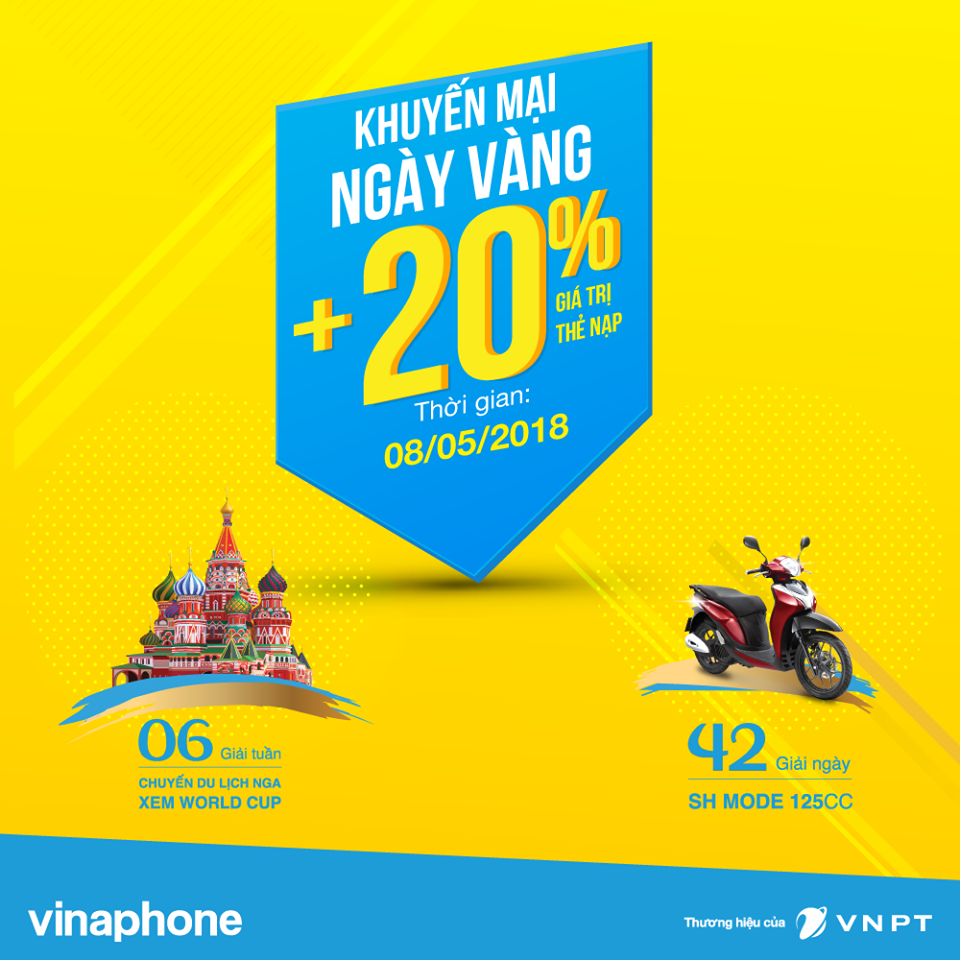 KHUYẾN MẠI
NGÀY VÀNG
+20%
GIÁ TRỊ
THẺ NẠP
Thời gian:
08/05/2018
06 Giải tuần
CHUYẾN DU LỊCH NGA
XEM WORLD CUP
42 Giải ngày
SH MODE 125CC
vinaphone
Thương hiệu của VNPT